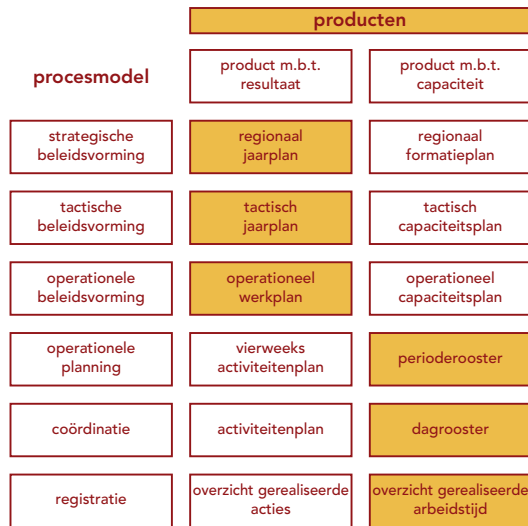 producten
procesmodel
product m.b.t.
resultaat
product m.b.t.
capaciteit
strategische
beleidsvorming
regionaal
jaarplan
regionaal
formatieplan
tactische
beleidsvorming
tactisch
jaarplan
tactisch
capaciteitsplan
operationele
beleidsvorming
operationeel
werkplan
operationeel
capaciteitsplan
operationele
planning
vierweeks
activiteitenplan
perioderooster
coördinatie
activiteitenplan
dagrooster
registratie
overzicht gerealiseerde
acties
overzicht gerealiseerde
arbeidstijd